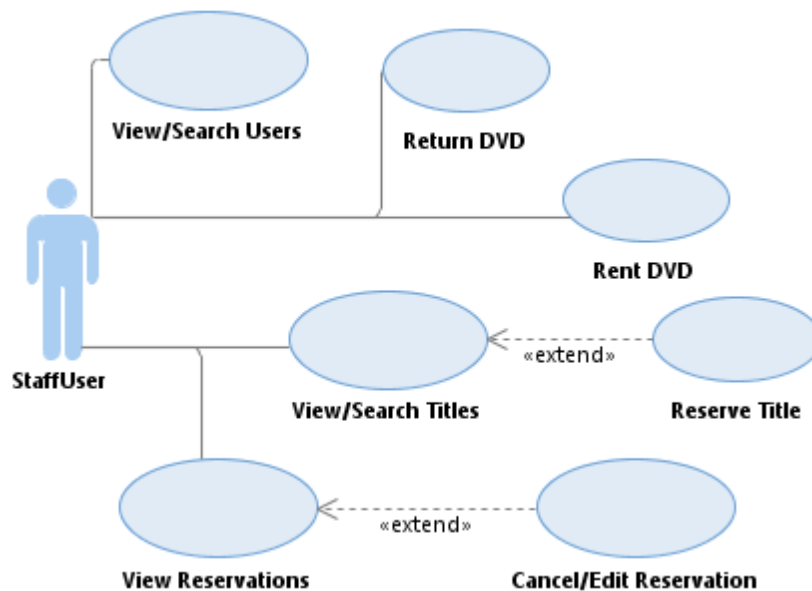 View/Search Users
Return DVD
Rent DVD
StaffUser
«extend»
View/Search Titles
Reserve Title
«extend»
View Reservations
Cancel/Edit Reservation